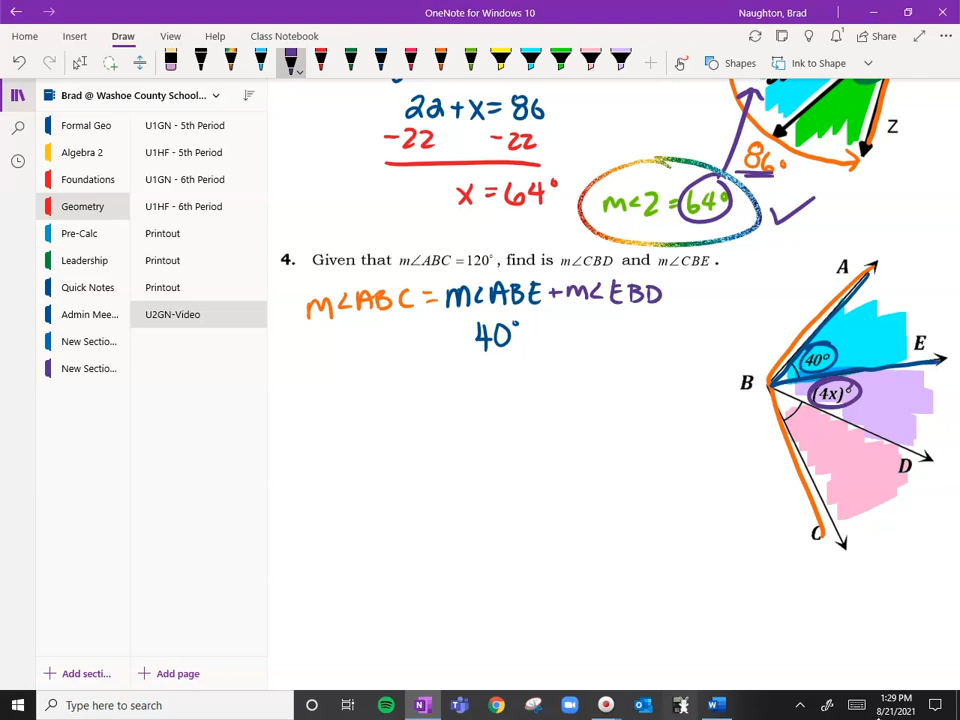 OneNote for Windows 10
Naughton, Brad
Home Insert Draw View Help Class Notebook
Share
Shapes
Ink to Shape
Brad @ Washoe County School...
Formal Geo
Algebra 2
Foundations
Geometry
Pre-Calc
Leadership
Quick Notes
Admin Mee...
New Sectio...
New Sectio...
Add secti...
U1GN - 5th Period
U1HF - 5th Period
U1GN - 6th Period
U1HF - 6th Period
Printout
Printout
Printout
U2GN-Video
Add page
22 + x = 86
-22 -22
x = 64°
m∠2 = 64°
86°
Z
4. Given that m∠ABC = 120°, find is m∠CBD and m∠CBE.
m∠ABC = m∠ABE + m∠EBD
40°
A
E
40°
B
(4x)°
D
C
Type here to search
1:29 PM
8/21/2021